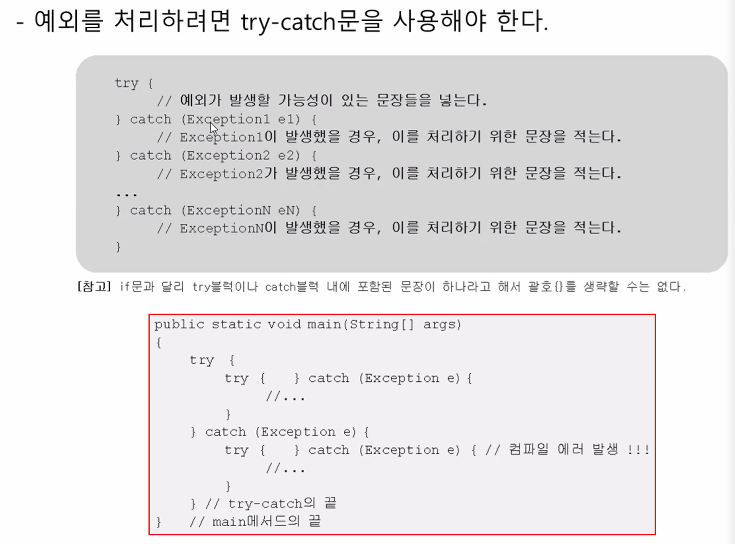 - 예외를 처리하려면 try-catch문을 사용해야 한다.
try {
// 예외가 발생할 가능성이 있는 문장들을 넣는다.
} catch (Exception1 e1) {
// Exception1이 발생했을 경우, 이를 처리하기 위한 문장을 적는다.
} catch (Exception2 e2) {
// Exception2가 발생했을 경우, 이를 처리하기 위한 문장을 적는다.
...
} catch (ExceptionN eN) {
// ExceptionN이 발생했을 경우, 이를 처리하기 위한 문장을 적는다.
}
[참고] if문과 달리 try블럭이나 catch블럭 내에 포함된 문장이 하나라고 해서 괄호{}를 생략할 수는 없다.
public static void main(String[] args)
{
try {
try { } catch (Exception e) {
//...
}
} catch (Exception e) {
try { } catch (Exception e) { // 컴파일 에러 발생 !!!
//...
}
} // try-catch의 끝
} // main메서드의 끝